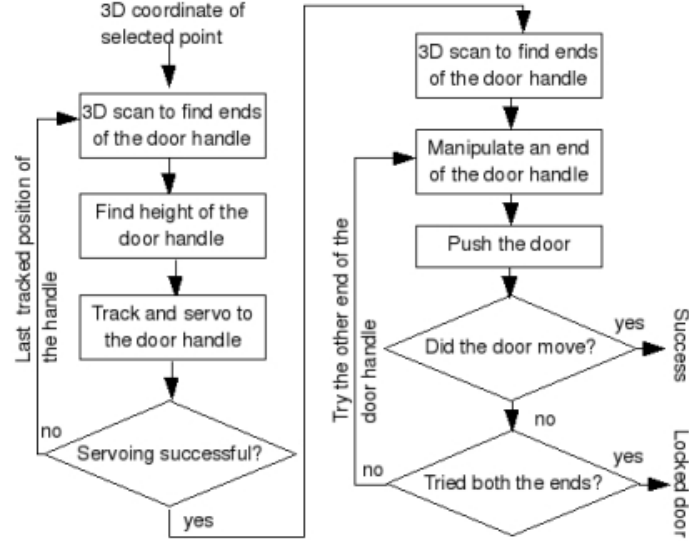 3D coordinate of
selected point
3D scan to find ends
of the door handle
Find height of the
door handle
Track and servo to
the door handle
Servoing successful?
no
yes
Last tracked position of
the handle
3D scan to find ends
of the door handle
Manipulate an end
of the door handle
Push the door
Did the door move?
yes
Success
no
Tried both the ends?
yes
Locked door
no
Try the other end of the
door handle